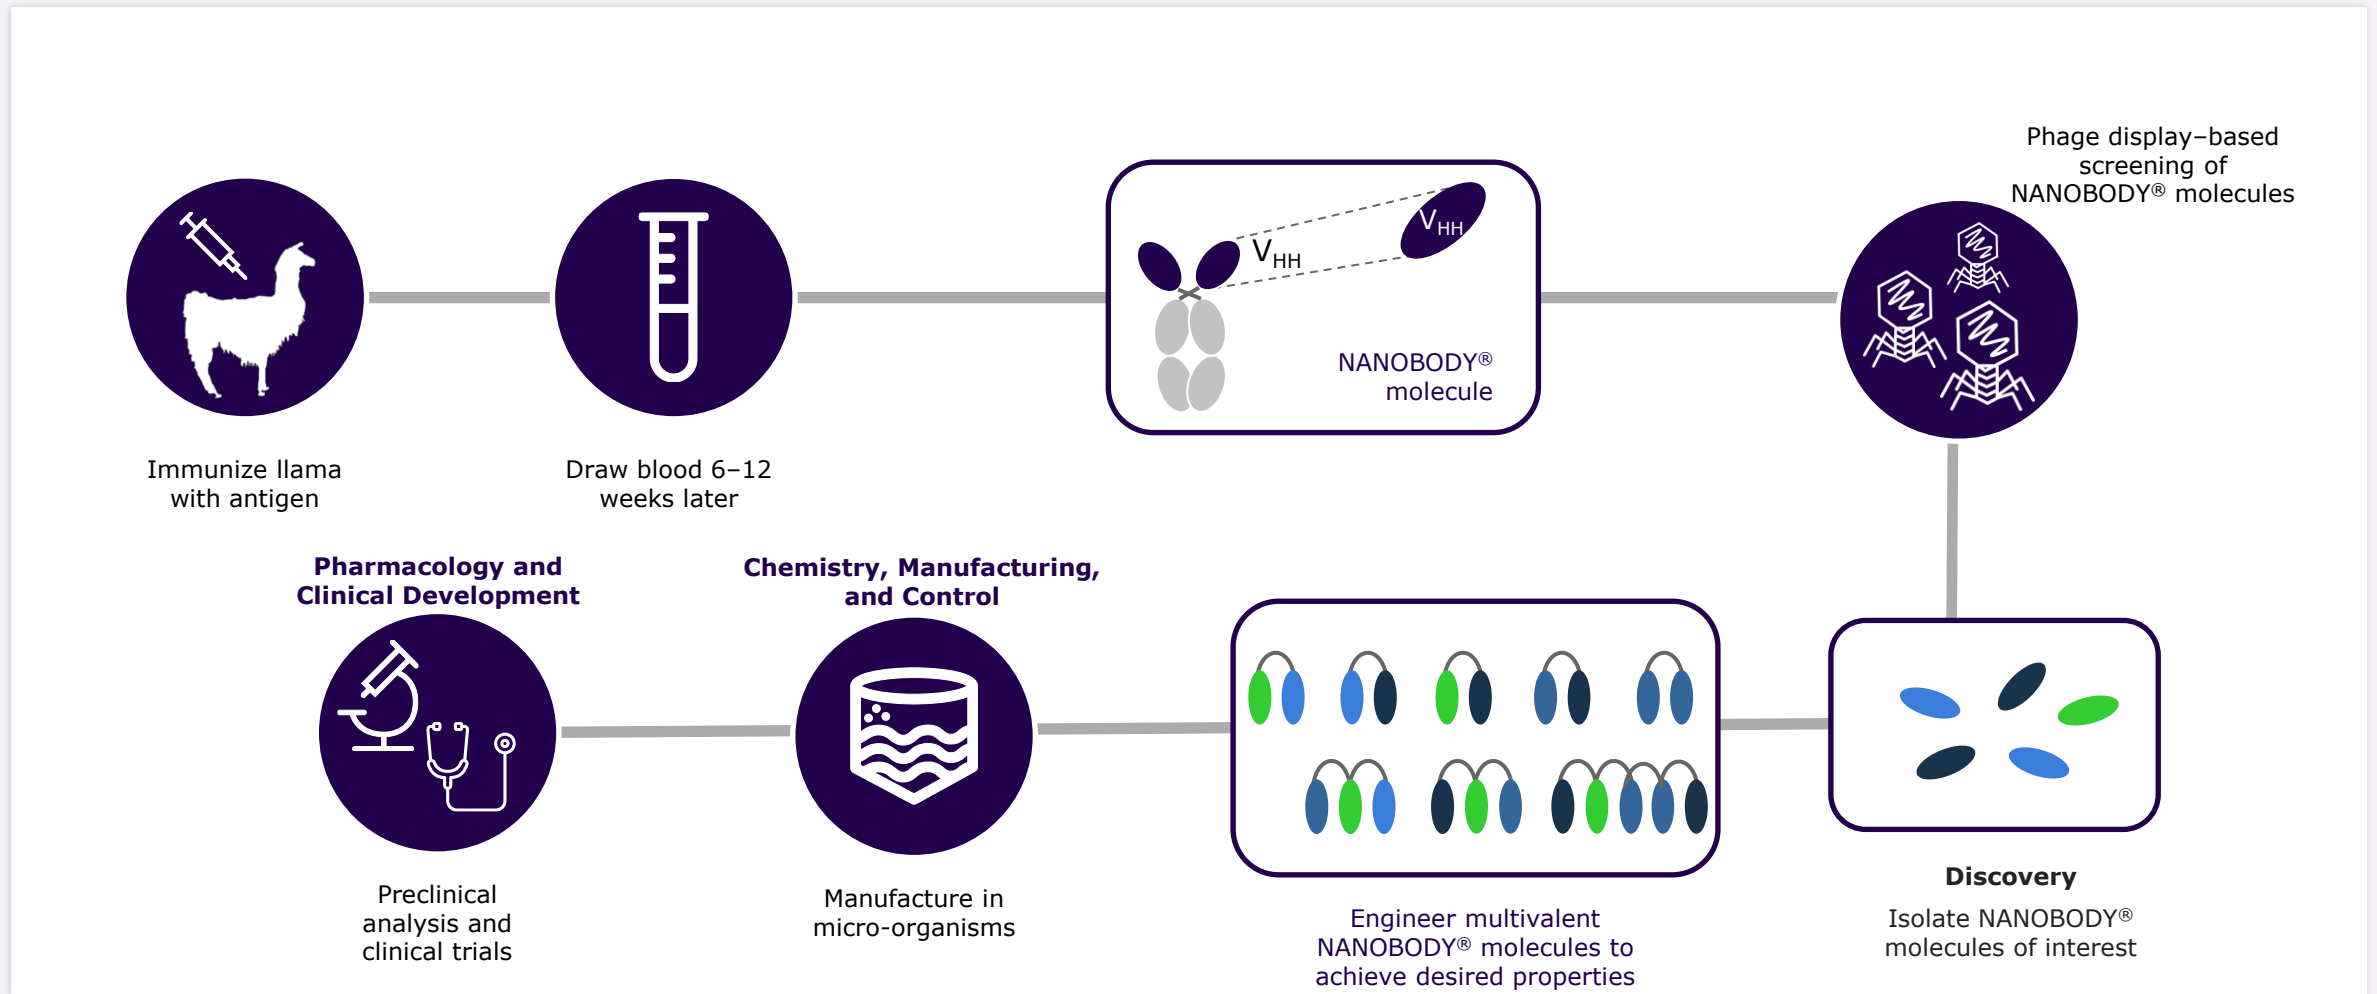 Immunize llama
with antigen
Draw blood 6–12
weeks later
V_HH
V_HH
NANOBODY®
molecule
Phage display–based
screening of
NANOBODY® molecules
Discovery
Isolate NANOBODY®
molecules of interest
Engineer multivalent
NANOBODY® molecules to
achieve desired properties
Chemistry, Manufacturing,
and Control
Manufacture in
micro-organisms
Pharmacology and
Clinical Development
Preclinical
analysis and
clinical trials